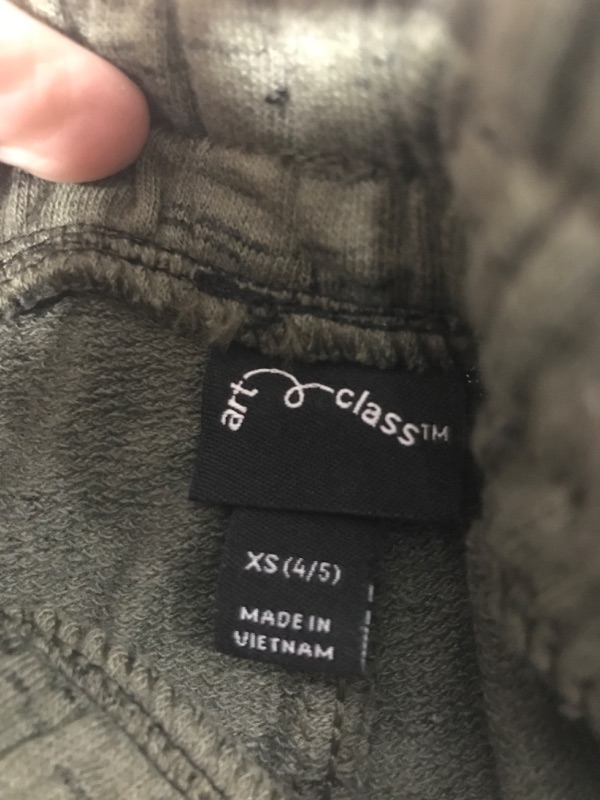 art class™
XS (4/5)
MADE IN
VIETNAM